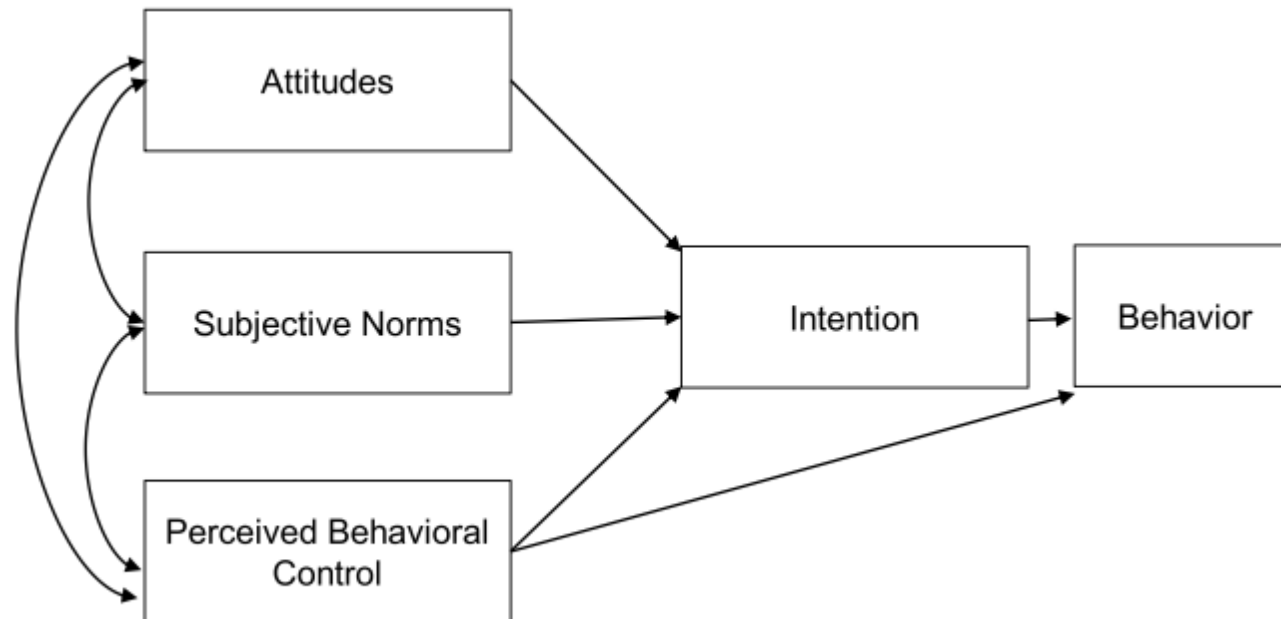 Attitudes
Subjective Norms
Intention
Behavior
Perceived Behavioral
Control